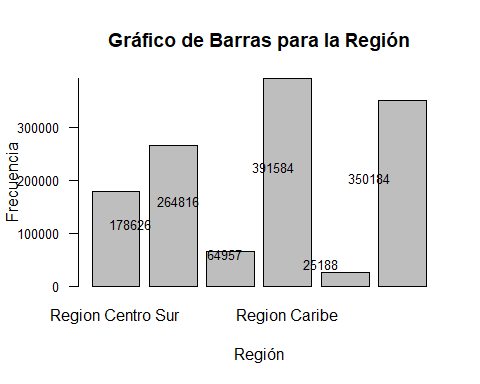 Gráfico de Barras para la Región
Frecuencia
300000
200000
100000
0
178626
264816
64957
391584
25188
350184
Region Centro Sur
Region Caribe
Región